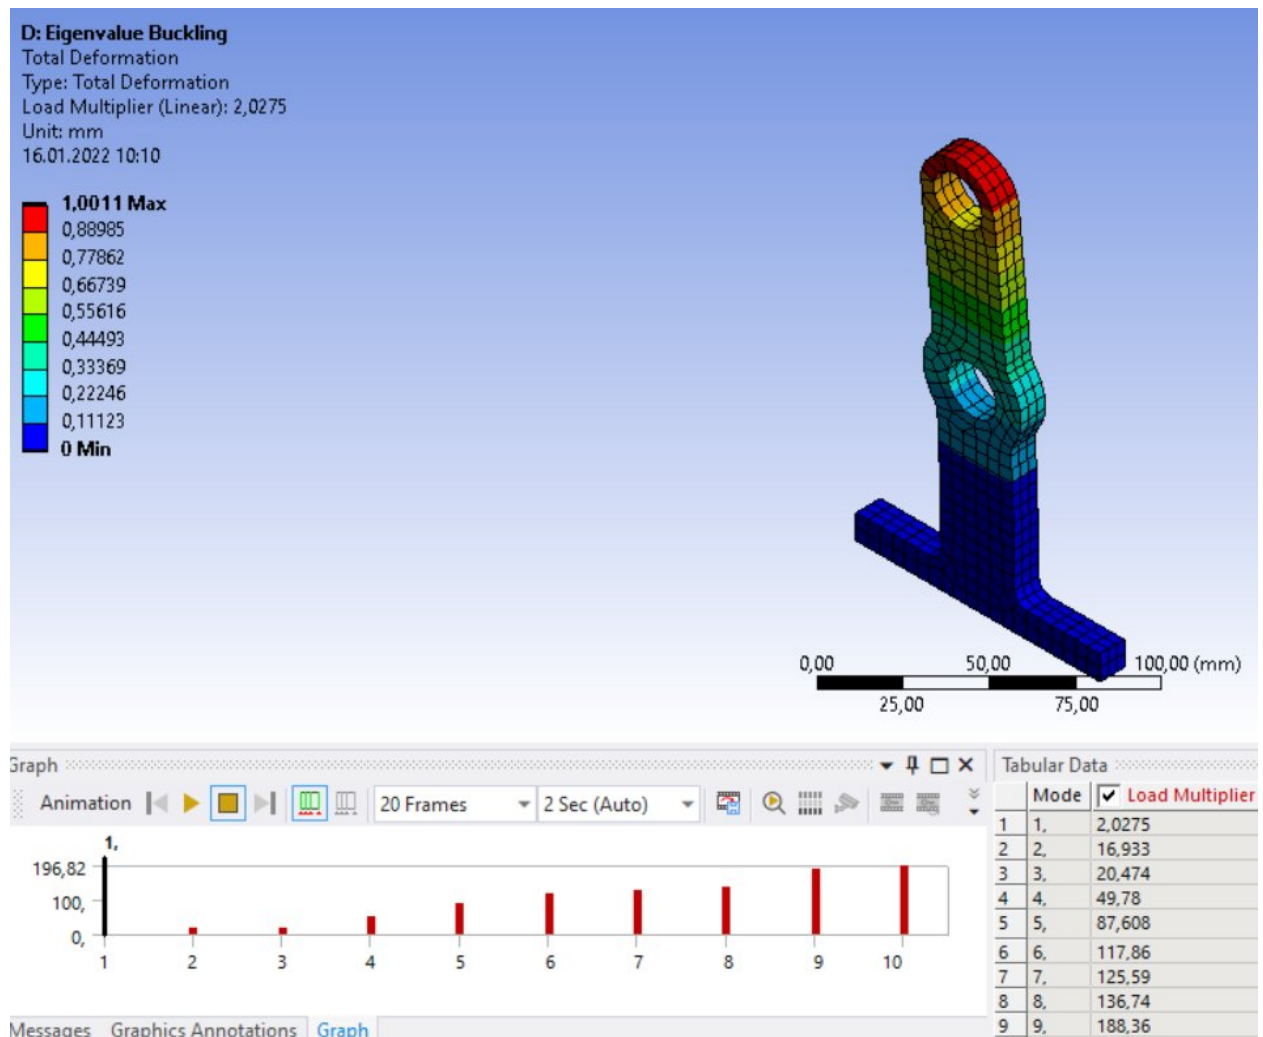 D: Eigenvalue Buckling
Total Deformation
Type: Total Deformation
Load Multiplier (Linear): 2,0275
Unit: mm
16.01.2022 10:10
1,0011 Max
0,88985
0,77862
0,66739
0,55616
0,44493
0,33369
0,22246
0,11123
0 Min
0,00 50,00 100,00 (mm)
25,00 75,00
Graph
Animation 20 Frames 2 Sec (Auto)
1,
196,82
100,
0,
1 2 3 4 5 6 7 8 9 10
Messages Graphics Annotations Graph
Tabular Data
Mode Load Multiplier
1 1, 2,0275
2 2, 16,933
3 3, 20,474
4 4, 49,78
5 5, 87,608
6 6, 117,86
7 7, 125,59
8 8, 136,74
9 9, 188,36